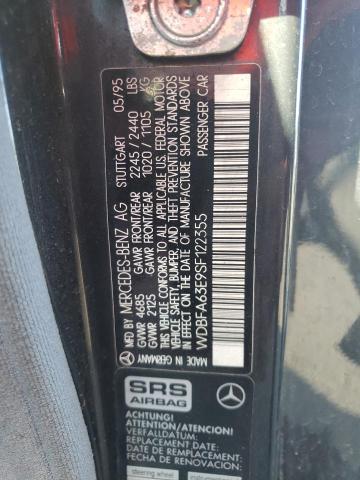 MFD. BY MERCEDES-BENZ AG STUTTGART 05/95
GVWR 4685 GAWR FRONT/REAR 2245/2440 LBS
GVWR 2125 GAWR FRONT/REAR 1020/1105 KG
THIS VEHICLE CONFORMS TO ALL APPLICABLE U.S. FEDERAL MOTOR
VEHICLE SAFETY, BUMPER, AND THEFT PREVENTION STANDARDS
IN EFFECT ON THE DATE OF MANUFACTURE SHOWN ABOVE
WDBFA63E9SF122355 PASSENGER CAR
MADE IN GERMANY
SRS
AIRBAG
ACHTUNG!
ATTENTION/ATENCION!
VERFALLDATUM:
REPLACEMENT DATE:
DATE DU REMPLACEMENT
FECHA DE RENOVACION:
steering wheel